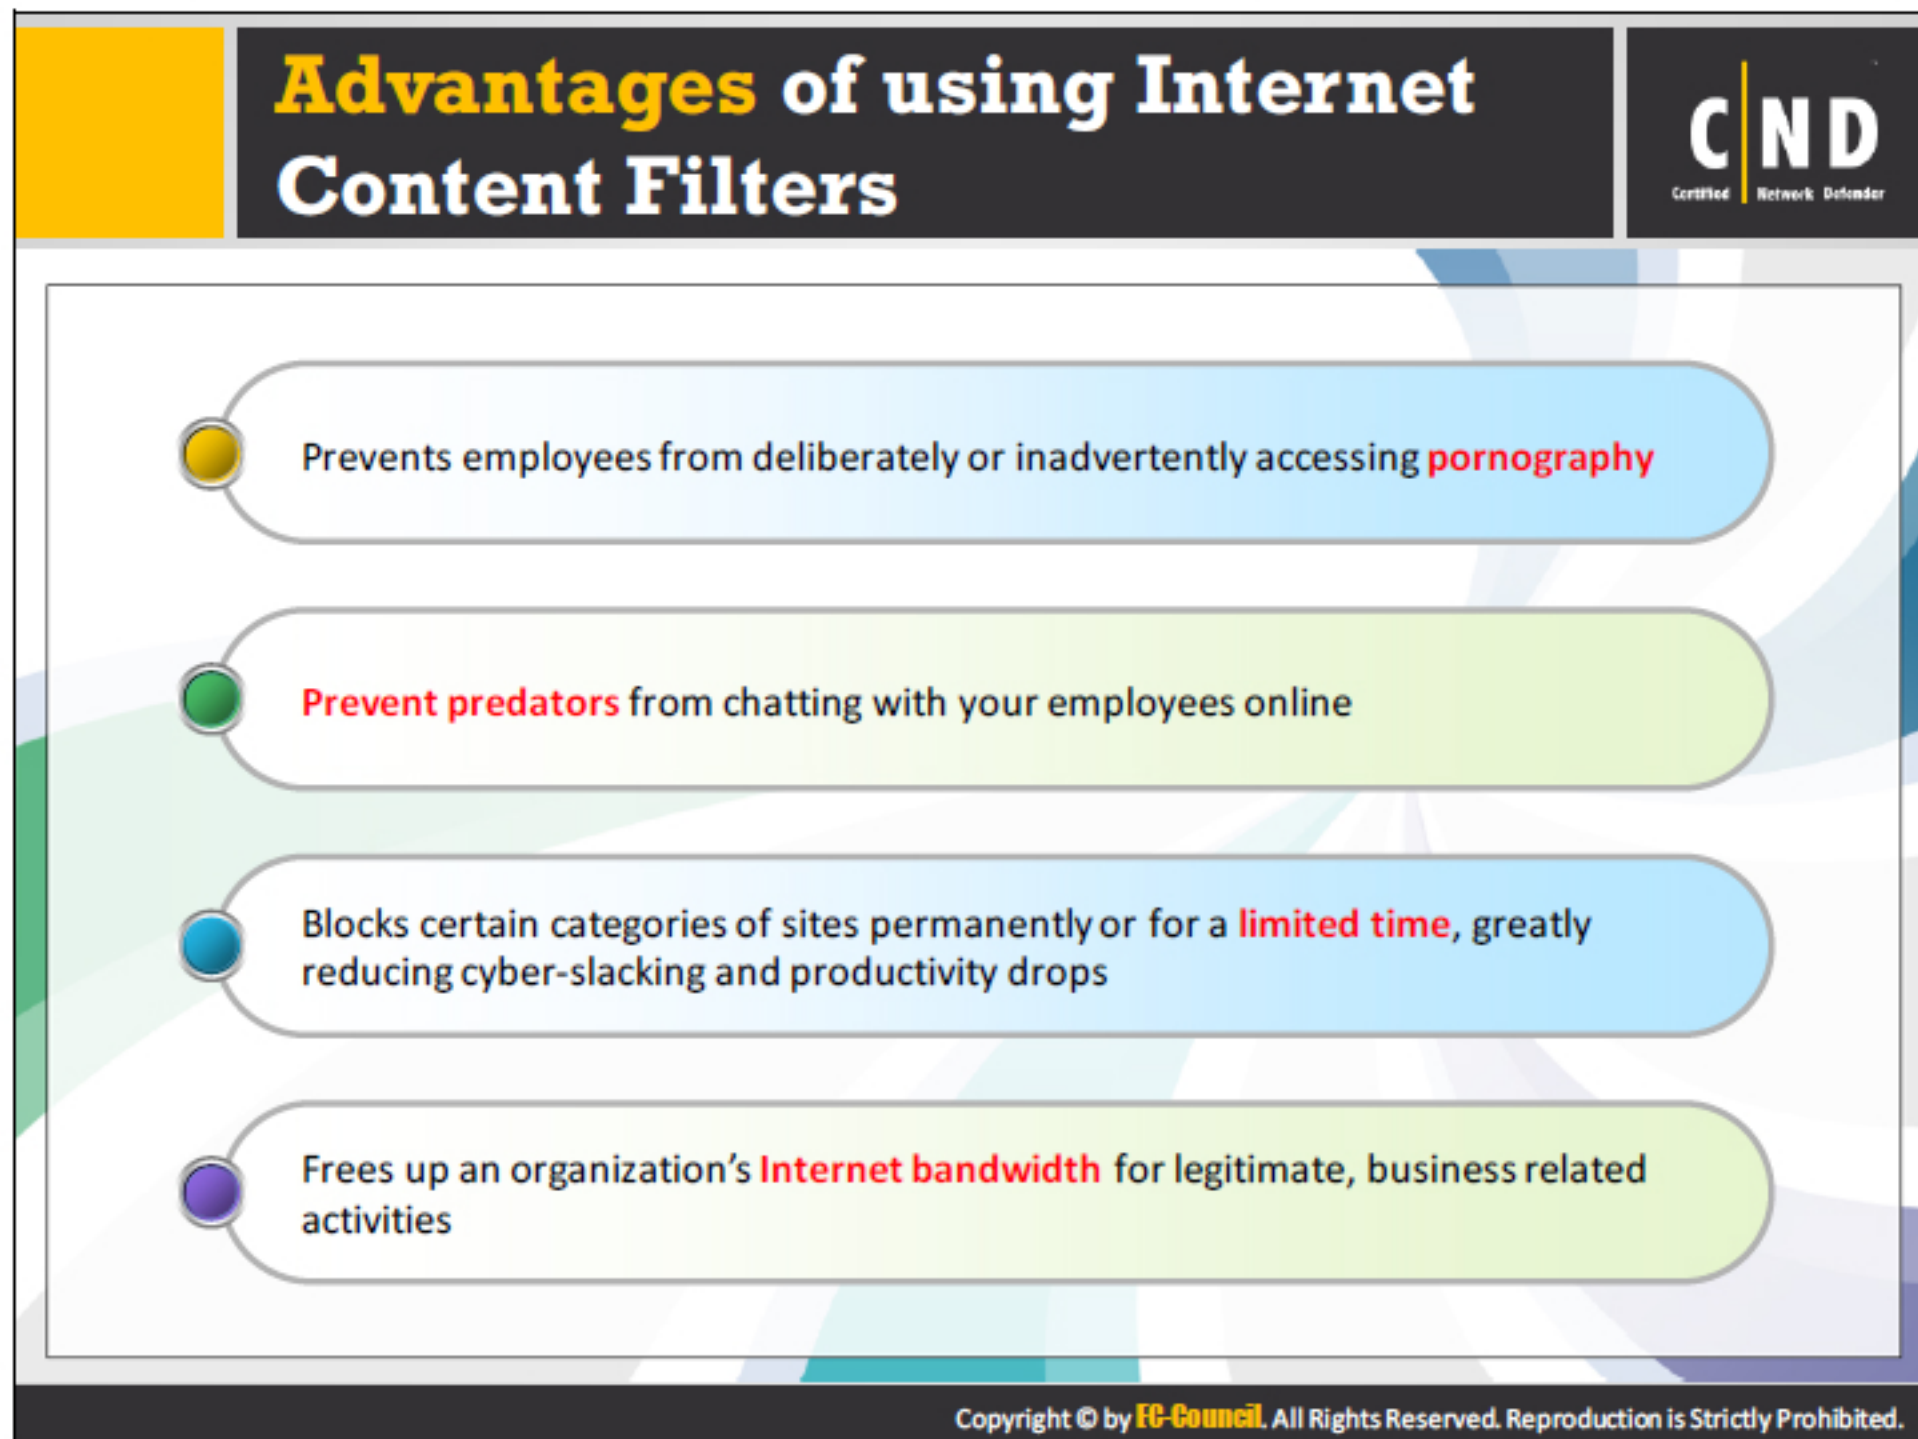 Advantages of using Internet
Content Filters
C|ND
Certified Network Defender
Prevents employees from deliberately or inadvertently accessing pornography
Prevent predators from chatting with your employees online
Blocks certain categories of sites permanently or for a limited time, greatly
reducing cyber-slacking and productivity drops
Frees up an organization’s Internet bandwidth for legitimate, business related
activities
Copyright © by EC-Council. All Rights Reserved. Reproduction is Strictly Prohibited.